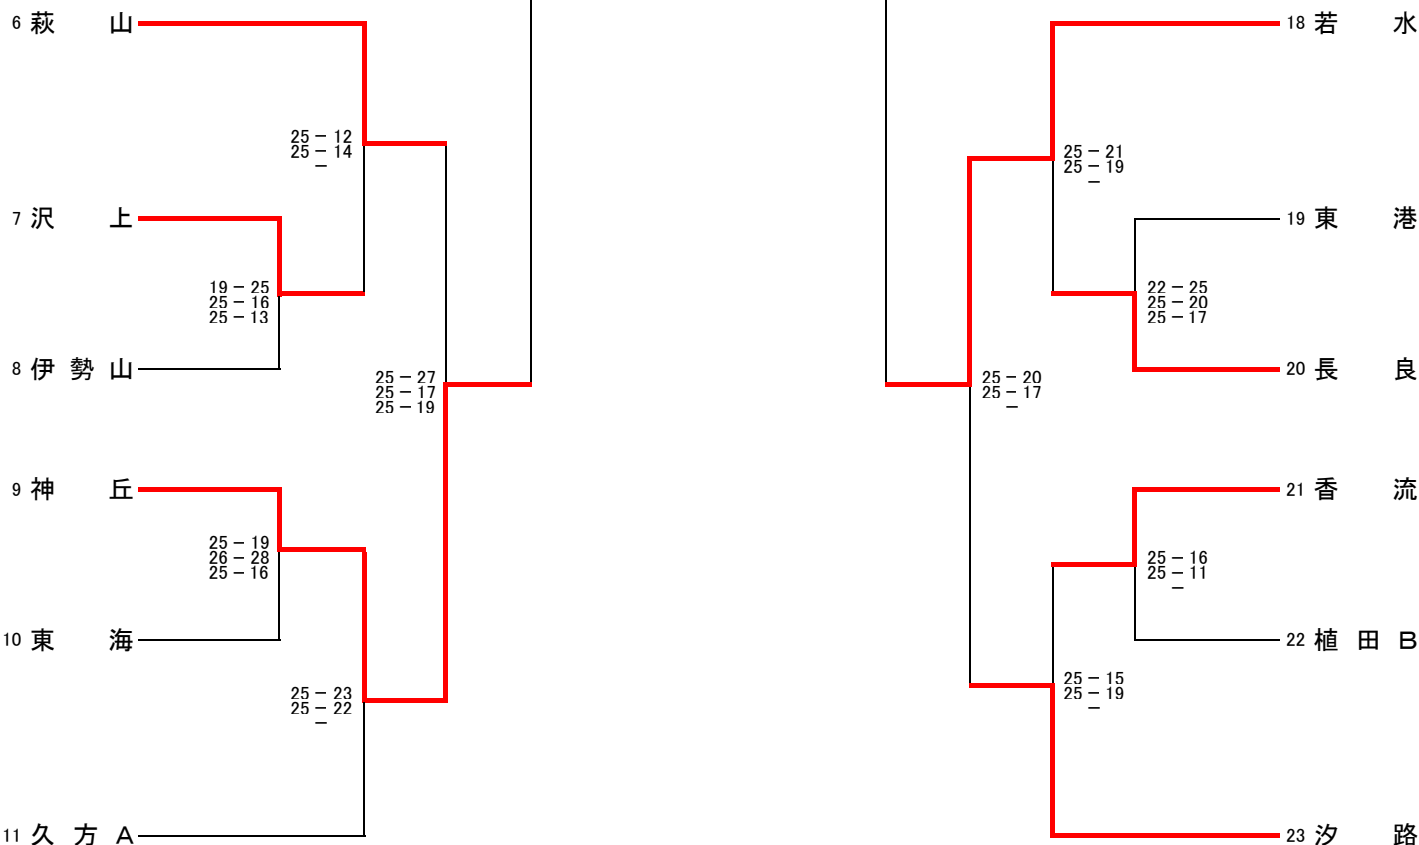 6 萩 山
25 － 12
25 － 14
－
7 沢 上
19 － 25
25 － 16
25 － 13
8 伊 勢 山
25 － 27
25 － 17
25 － 19
9 神 丘
25 － 19
26 － 28
25 － 16
10 東 海
25 － 23
25 － 22
－
11 久 方 A
18 若 水
25 － 21
25 － 19
－
19 東 港
22 － 25
25 － 20
25 － 17
20 長 良
25 － 20
25 － 17
－
21 香 流
25 － 16
25 － 11
－
22 植 田 B
25 － 15
25 － 19
－
23 汐 路